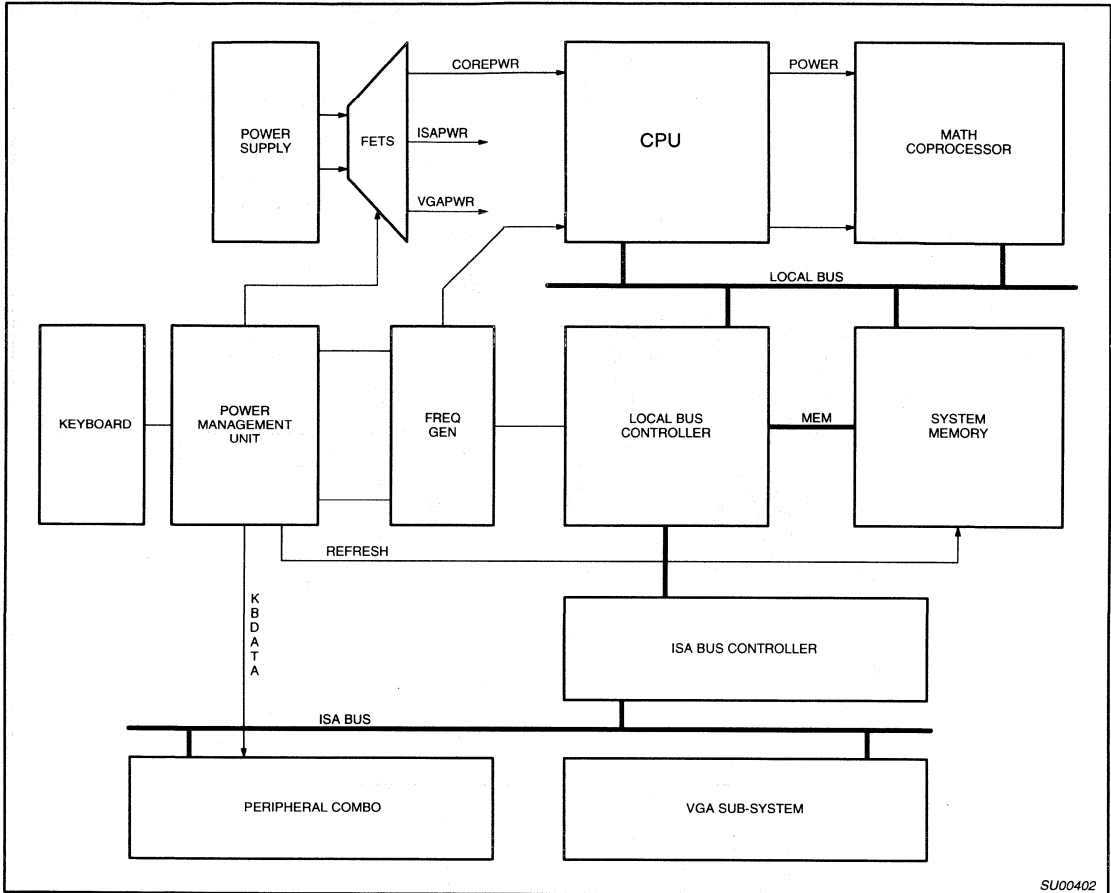 POWER
SUPPLY
FETS
COREPWR
ISAPWR
VGAPWR
CPU
POWER
MATH
COPROCESSOR
LOCAL BUS
KEYBOARD
POWER
MANAGEMENT
UNIT
FREQ
GEN
LOCAL BUS
CONTROLLER
MEM
SYSTEM
MEMORY
REFRESH
KBDATA
ISA BUS CONTROLLER
ISA BUS
PERIPHERAL COMBO
VGA SUB-SYSTEM
SU00402